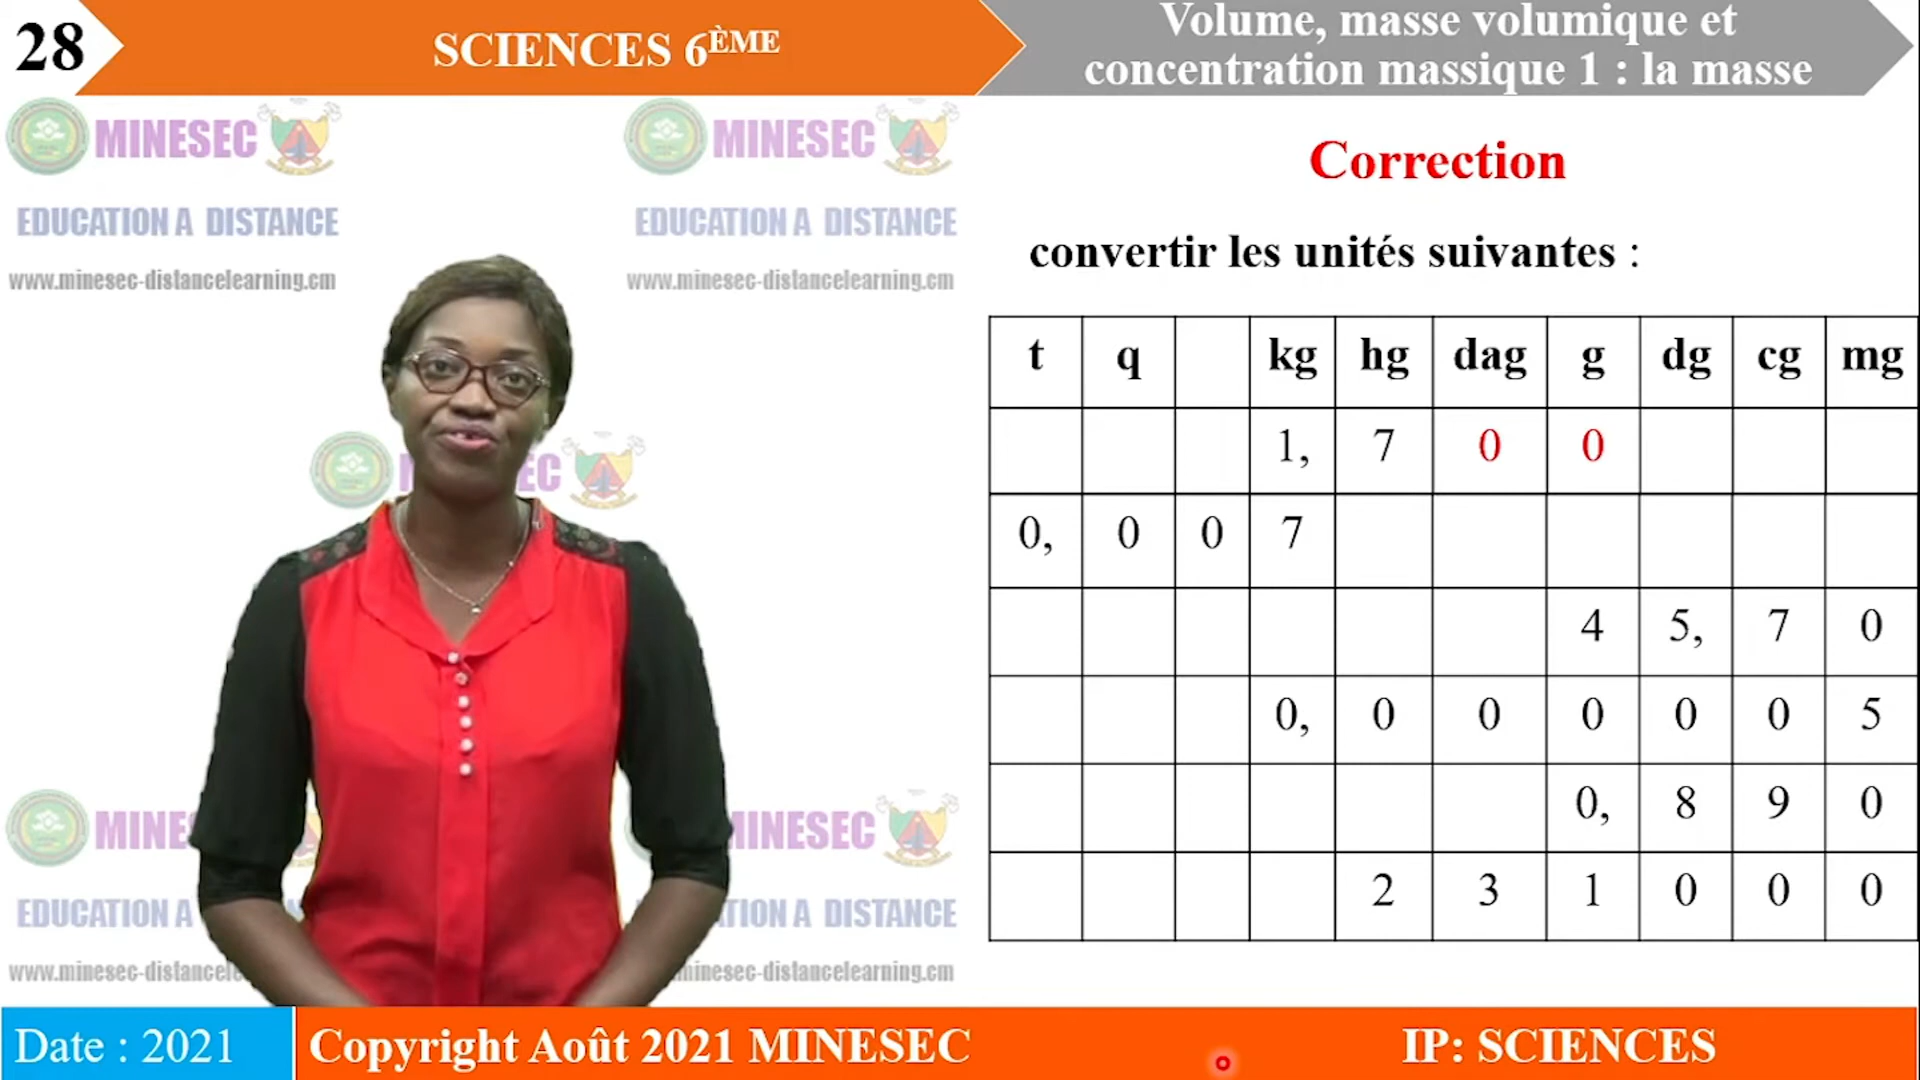 28
SCIENCES 6ÈME
Volume, masse volumique et
concentration massique 1 : la masse
MINESEC
EDUCATION A DISTANCE
www.minesec-distancelearning.cm
MINESEC
EDUCATION A DISTANCE
www.minesec-distancelearning.cm
Correction
convertir les unités suivantes :
t q kg hg dag g dg cg mg
1, 7 0 0
0, 0 0 7
4 5, 7 0
0, 0 0 0 0 0 5
0, 8 9 0
2 3 1 0 0 0
Date : 2021
Copyright Août 2021 MINESEC
IP: SCIENCES